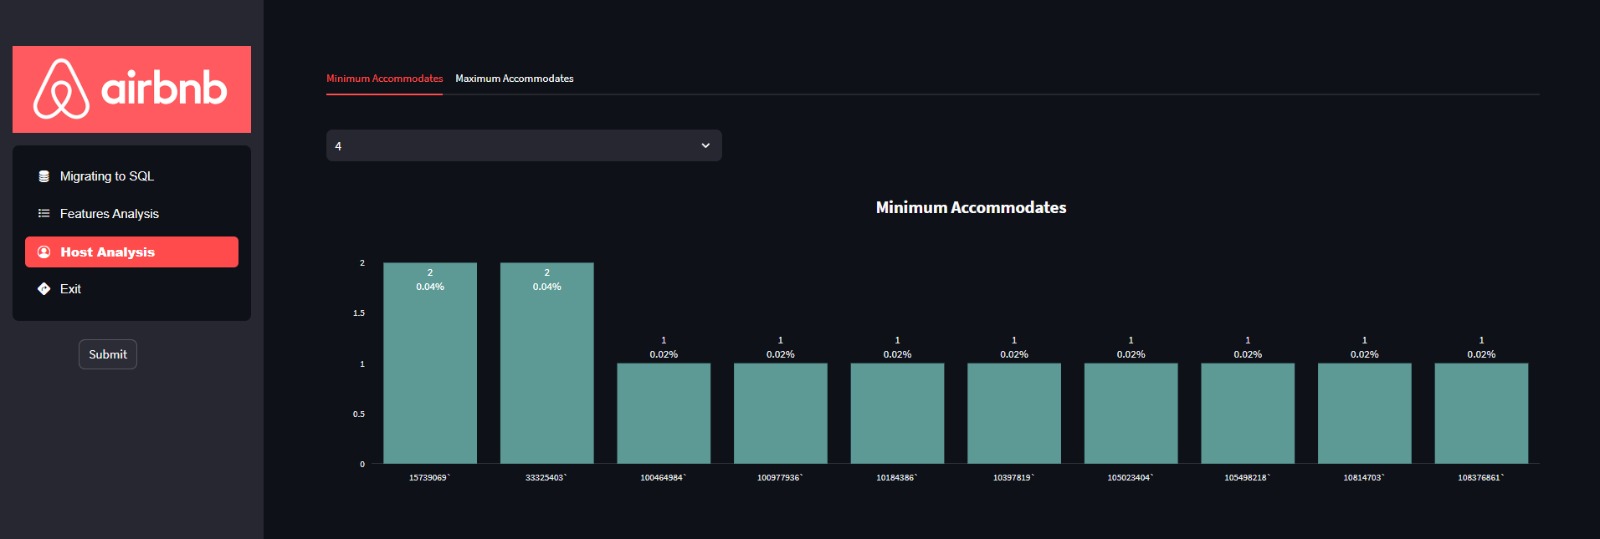 airbnb
Migrating to SQL
Features Analysis
Host Analysis
Exit
Submit
Minimum Accommodates Maximum Accommodates
4
Minimum Accommodates
2
1.5
1
0.5
0
2 2
0.04% 0.04%
1 1 1 1 1 1 1 1
0.02% 0.02% 0.02% 0.02% 0.02% 0.02% 0.02% 0.02%
15739069` 33325403` 100464984` 100977936` 10184386` 10397819` 105023404` 105498218` 10814703` 108376861`